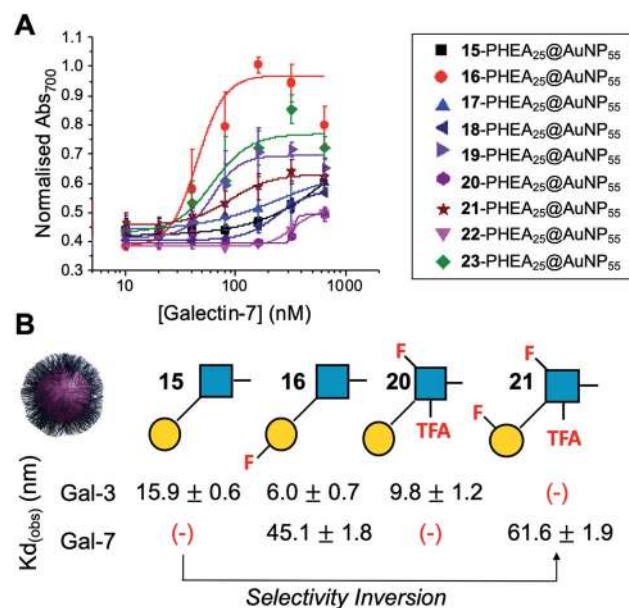 A
Normalised Abs700
1.0
0.9
0.8
0.7
0.6
0.5
0.4
0.3
10
100
1000
[Galectin-7] (nM)
15-PHEA25@AuNP55
16-PHEA25@AuNP55
17-PHEA25@AuNP55
18-PHEA25@AuNP55
19-PHEA25@AuNP55
20-PHEA25@AuNP55
21-PHEA25@AuNP55
22-PHEA25@AuNP55
23-PHEA25@AuNP55
B
15
16
F
F
20
TFA
F
21
F
TFA
Kd(obs) (nm)
Gal-3 15.9 ± 0.6 6.0 ± 0.7 9.8 ± 1.2 (-)
Gal-7 (-) 45.1 ± 1.8 (-) 61.6 ± 1.9
Selectivity Inversion